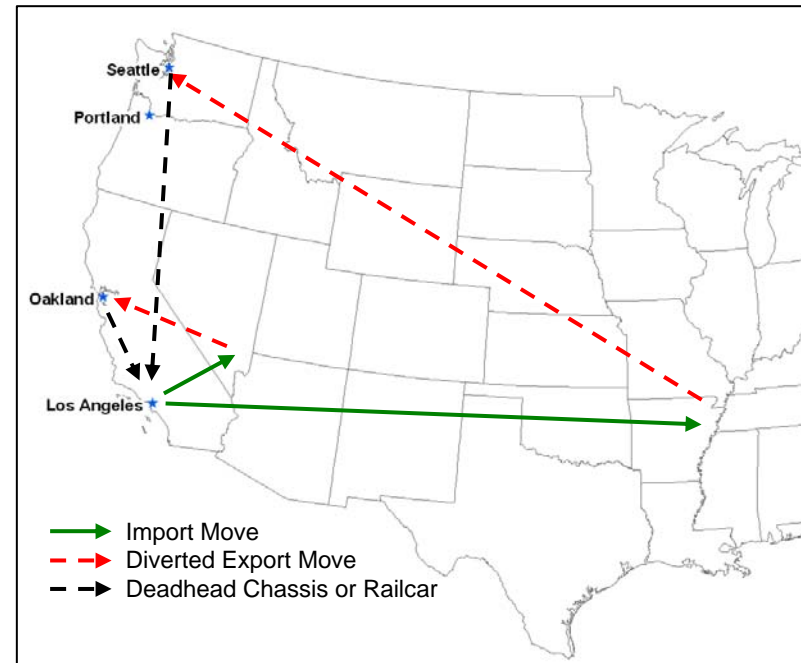 Seattle
Portland
Oakland
Los Angeles
Import Move
Diverted Export Move
Deadhead Chassis or Railcar